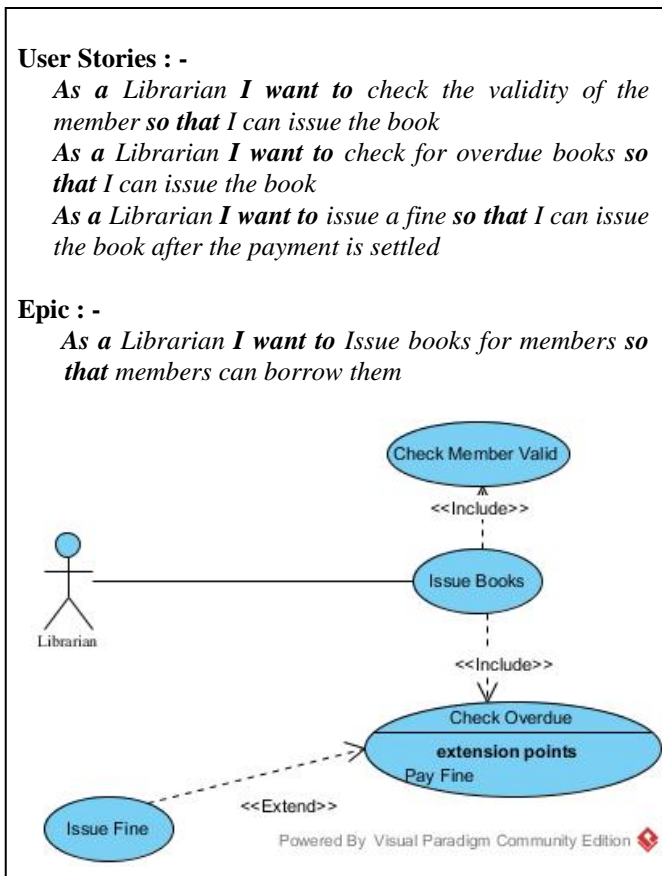 User Stories : -
As a Librarian I want to check the validity of the
member so that I can issue the book
As a Librarian I want to check for overdue books so
that I can issue the book
As a Librarian I want to issue a fine so that I can issue
the book after the payment is settled
Epic : -
As a Librarian I want to Issue books for members so
that members can borrow them
Check Member Valid
<<Include>>
Issue Books
Librarian
<<Include>>
Check Overdue
extension points
Pay Fine
<<Extend>>
Issue Fine
Powered By Visual Paradigm Community Edition